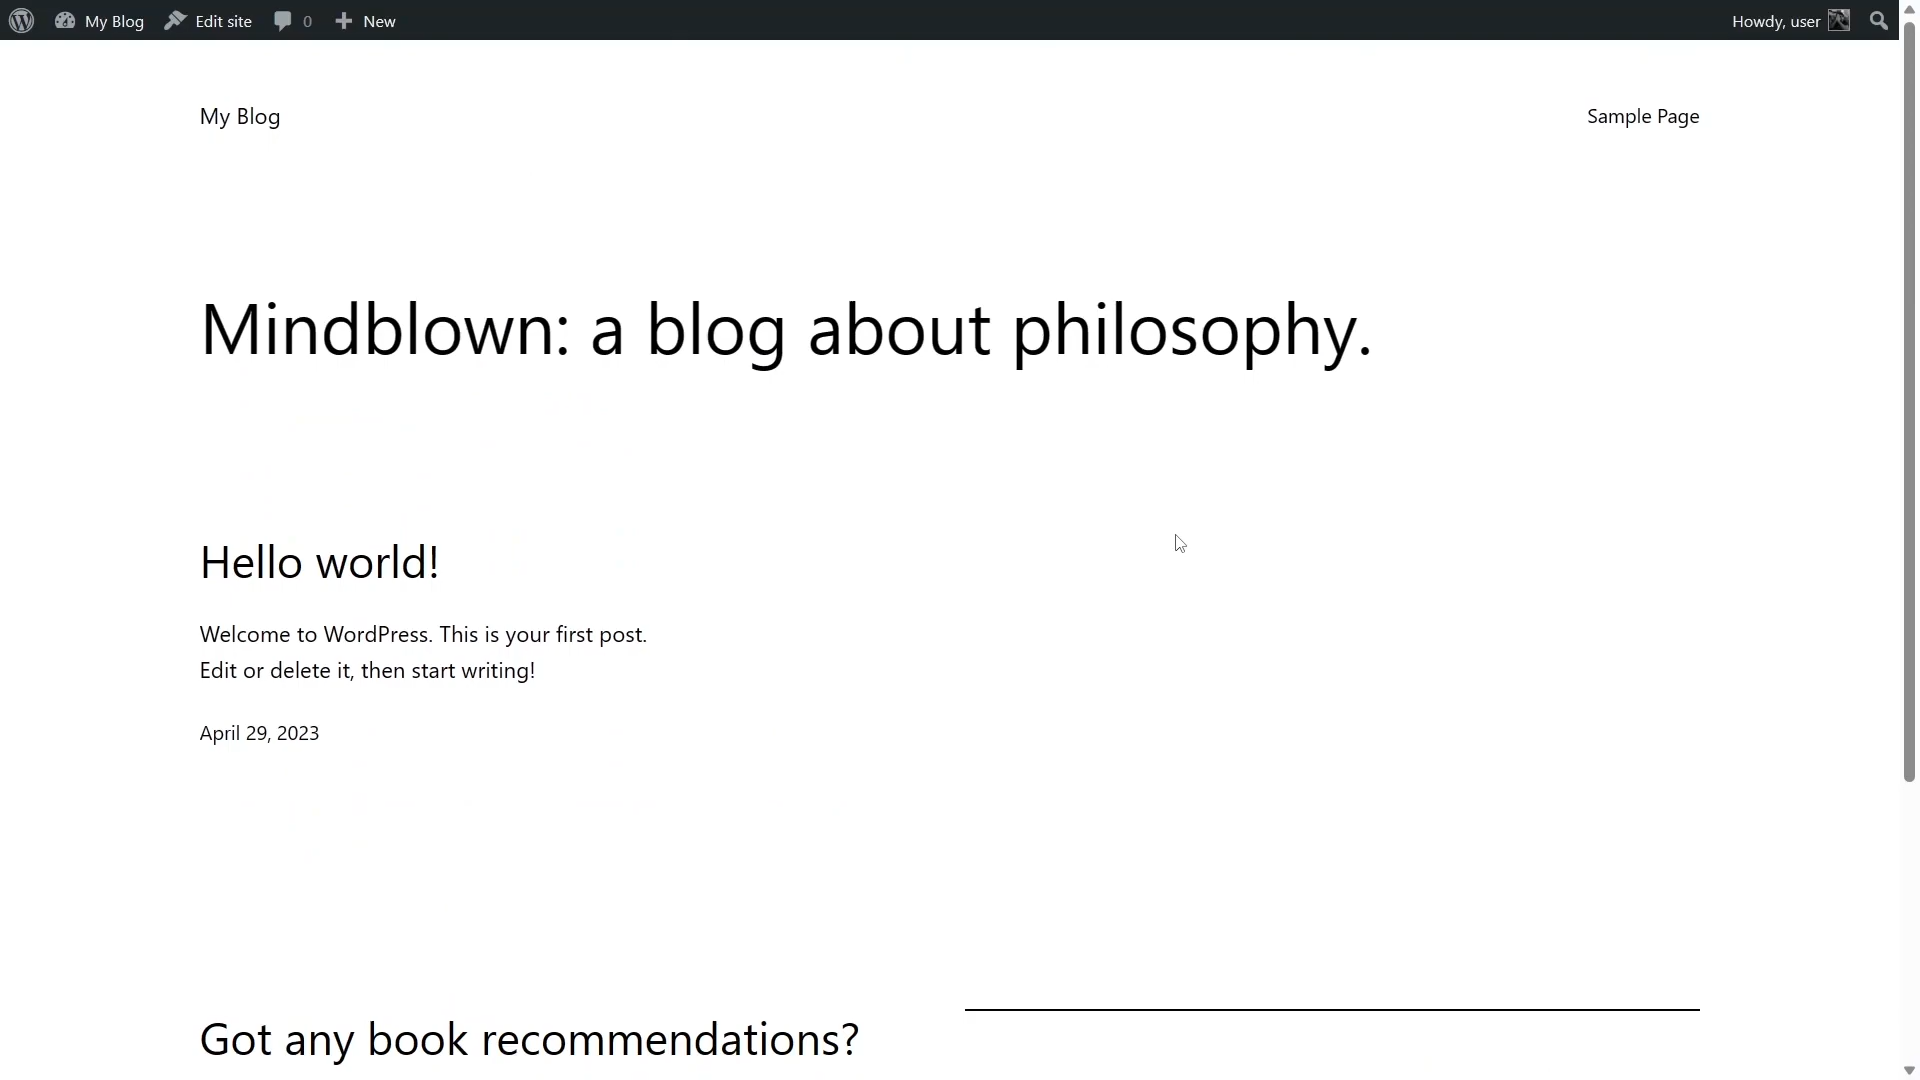 My Blog Edit site 0 New Howdy, user
My Blog Sample Page
Mindblown: a blog about philosophy.
Hello world!
Welcome to WordPress. This is your first post.
Edit or delete it, then start writing!
April 29, 2023
Got any book recommendations?